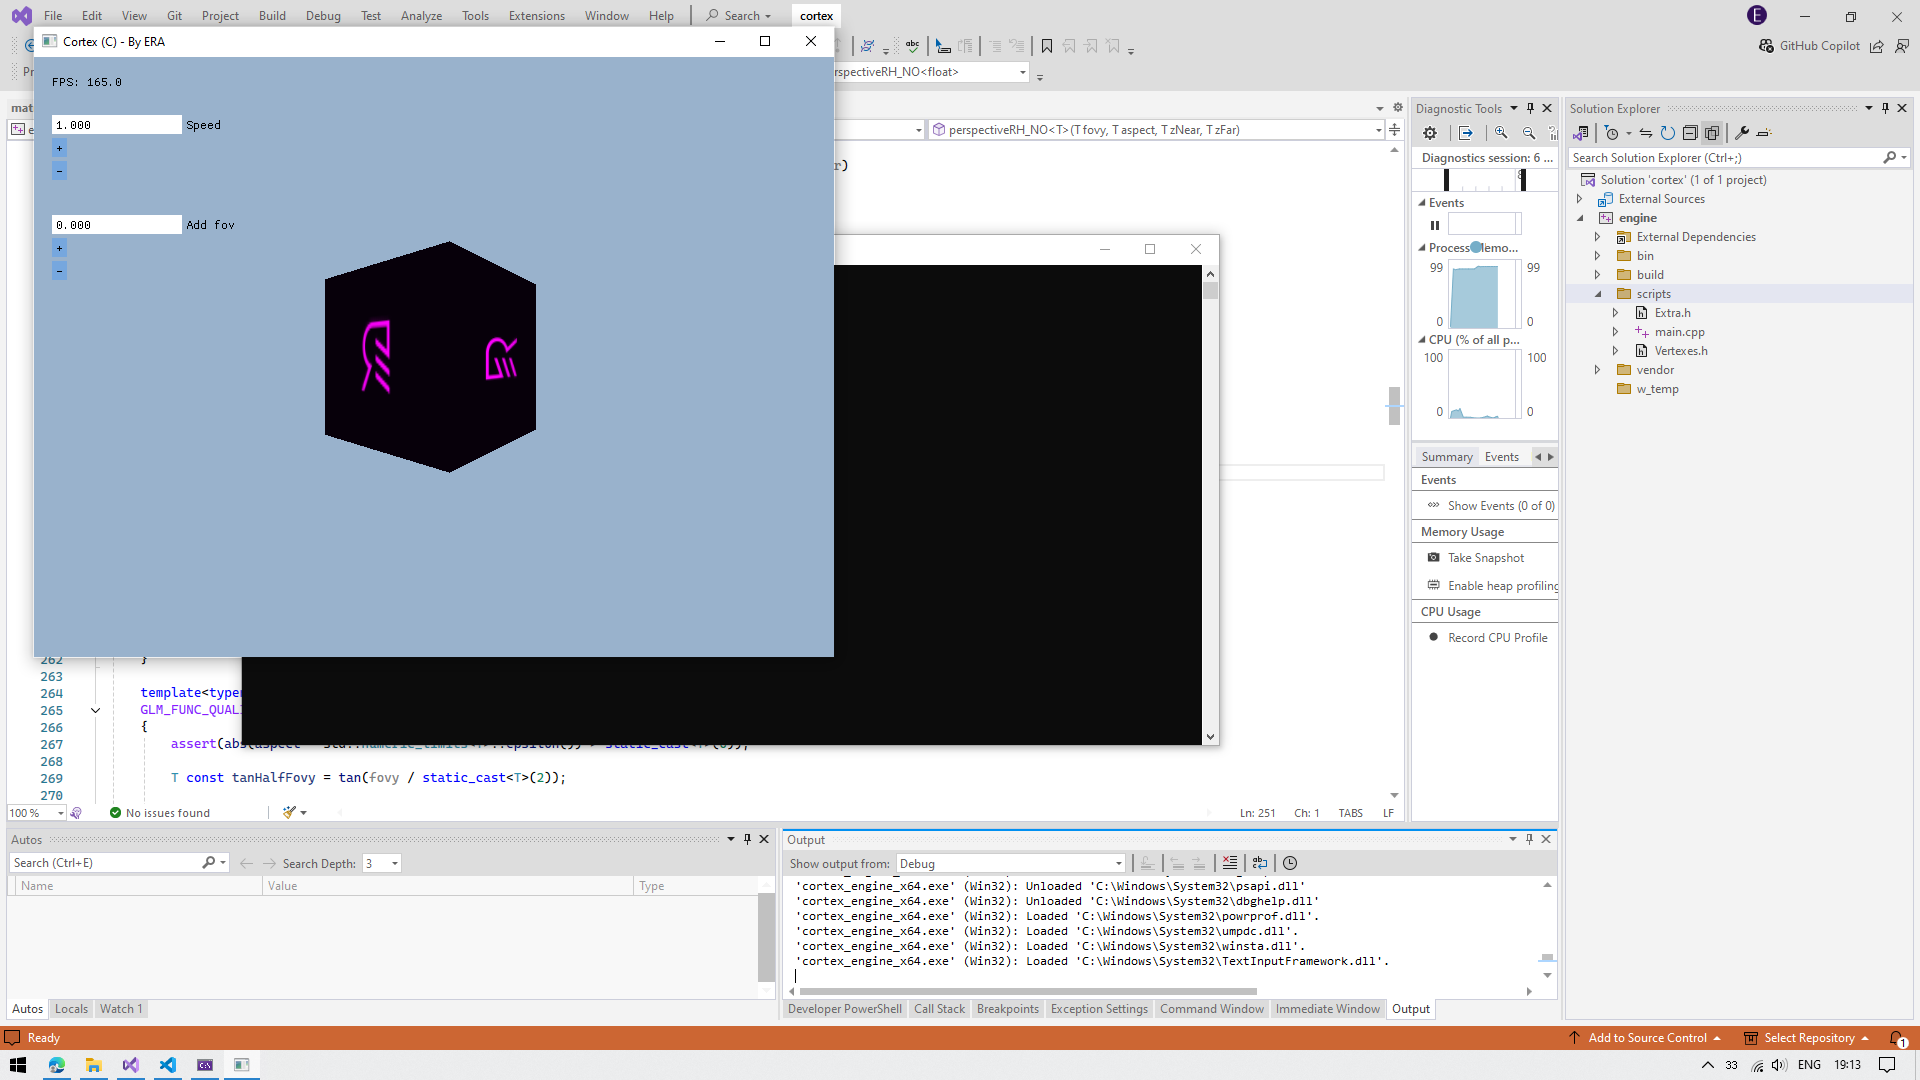 File Edit View Git Project Build Debug Test Analyze Tools Extensions Window Help Search cortex
Cortex (C) - By ERA
GitHub Copilot
FPS: 165.0
1.000 Speed
+
-
0.000 Add fov
+
-
perspectiveRH_NO<T>(T fovy, T aspect, T zNear, T zFar)
262 }
263
264 template<typen
265 GLM_FUNC_QUAL
266 {
267
268
269 T const tanHalfFovy = tan(fovy / static_cast<T>(2));
270
100 % No issues found Ln: 251 Ch: 1 TABS LF
Diagnostic Tools
Diagnostics session: 6 ...
Events
99 99
0 0
CPU (% of all p...
100 100
0 0
Summary Events
Events
Show Events (0 of 0)
Memory Usage
Take Snapshot
Enable heap profiling
CPU Usage
Record CPU Profile
Solution Explorer
Search Solution Explorer (Ctrl+;)
Solution 'cortex' (1 of 1 project)
External Sources
engine
External Dependencies
bin
build
scripts
Extra.h
main.cpp
Vertexes.h
vendor
w_temp
Autos
Search (Ctrl+E) Search Depth: 3
Name Value Type
Autos Locals Watch 1
Output
Show output from: Debug
'cortex_engine_x64.exe' (Win32): Unloaded 'C:\Windows\System32\psapi.dll'
'cortex_engine_x64.exe' (Win32): Unloaded 'C:\Windows\System32\dbghelp.dll'
'cortex_engine_x64.exe' (Win32): Loaded 'C:\Windows\System32\powrprof.dll'.
'cortex_engine_x64.exe' (Win32): Loaded 'C:\Windows\System32\umpdc.dll'.
'cortex_engine_x64.exe' (Win32): Loaded 'C:\Windows\System32\winsta.dll'.
'cortex_engine_x64.exe' (Win32): Loaded 'C:\Windows\System32\TextInputFramework.dll'.
Developer PowerShell Call Stack Breakpoints Exception Settings Command Window Immediate Window Output
Ready Add to Source Control Select Repository 1
33 ENG 19:13